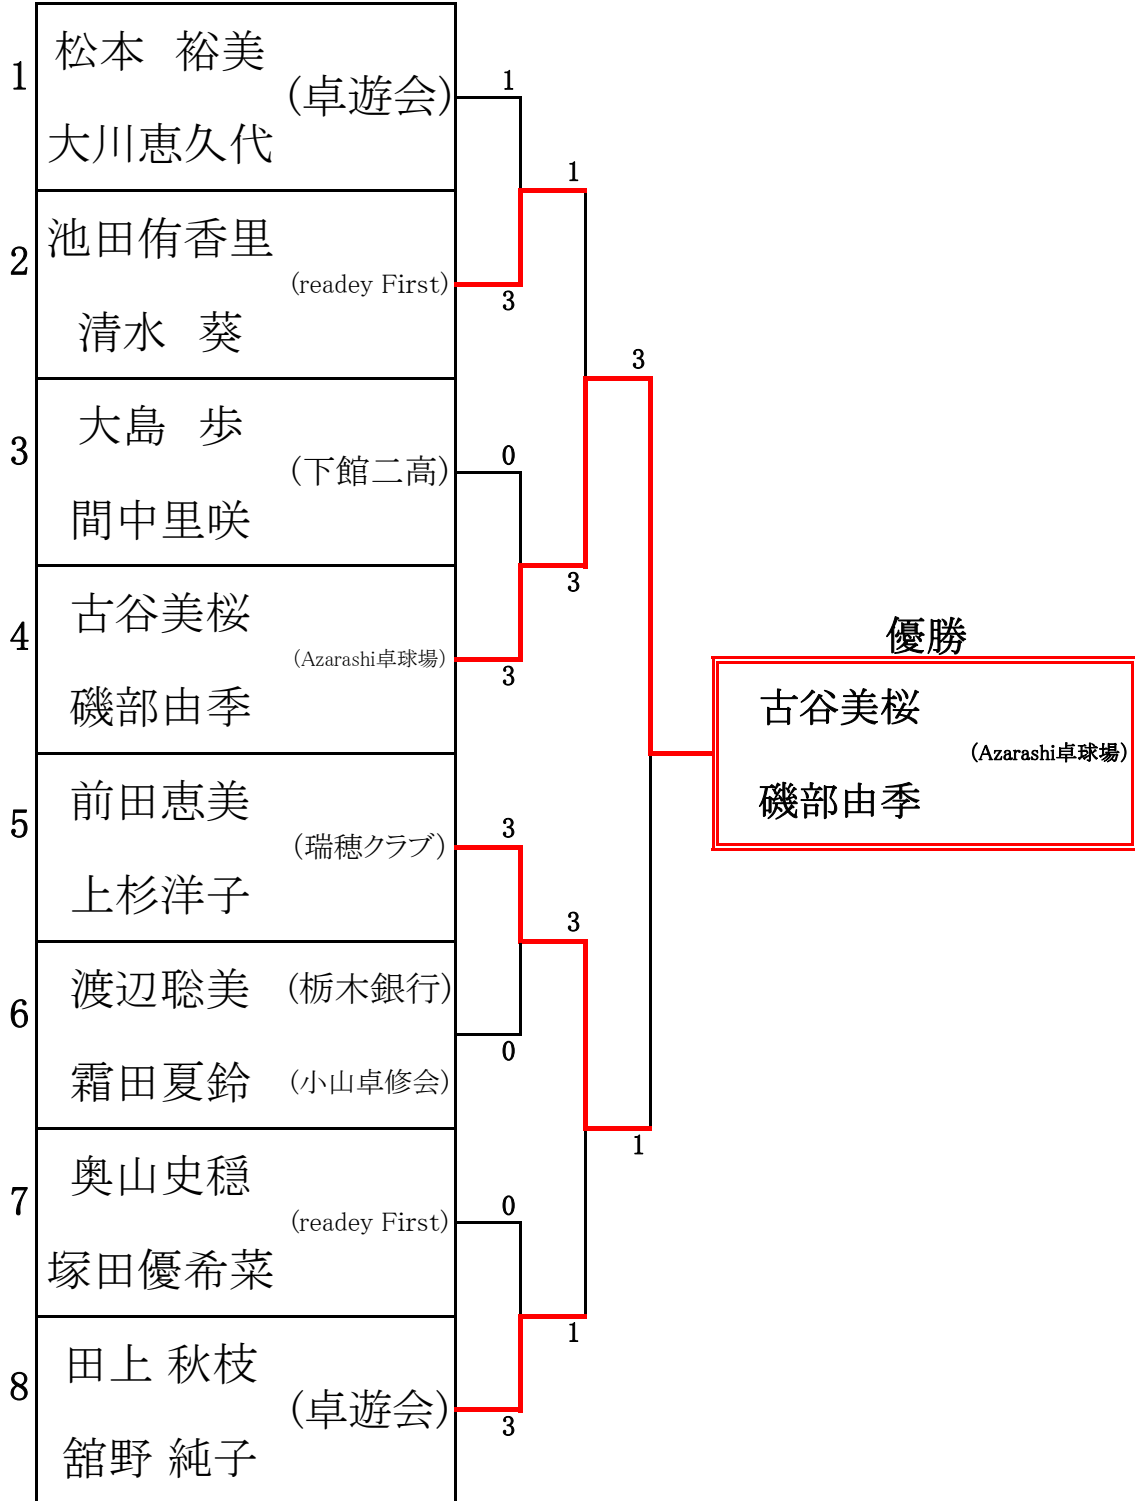 1
松本 裕美
(卓遊会)
大川恵久代
1
2
池田侑香里
(readey First)
清水 葵
3
1
3
大島 歩
(下館二高)
間中里咲
0
4
古谷美桜
(Azarashi卓球場)
磯部由季
3
3
3
5
前田恵美
(瑞穂クラブ)
上杉洋子
3
6
渡辺聡美 (栃木銀行)
霜田夏鈴 (小山卓修会)
0
3
7
奥山史穏
(readey First)
塚田優希菜
0
8
田上 秋枝
(卓遊会)
舘野 純子
3
1
1
優勝
古谷美桜
(Azarashi卓球場)
磯部由季